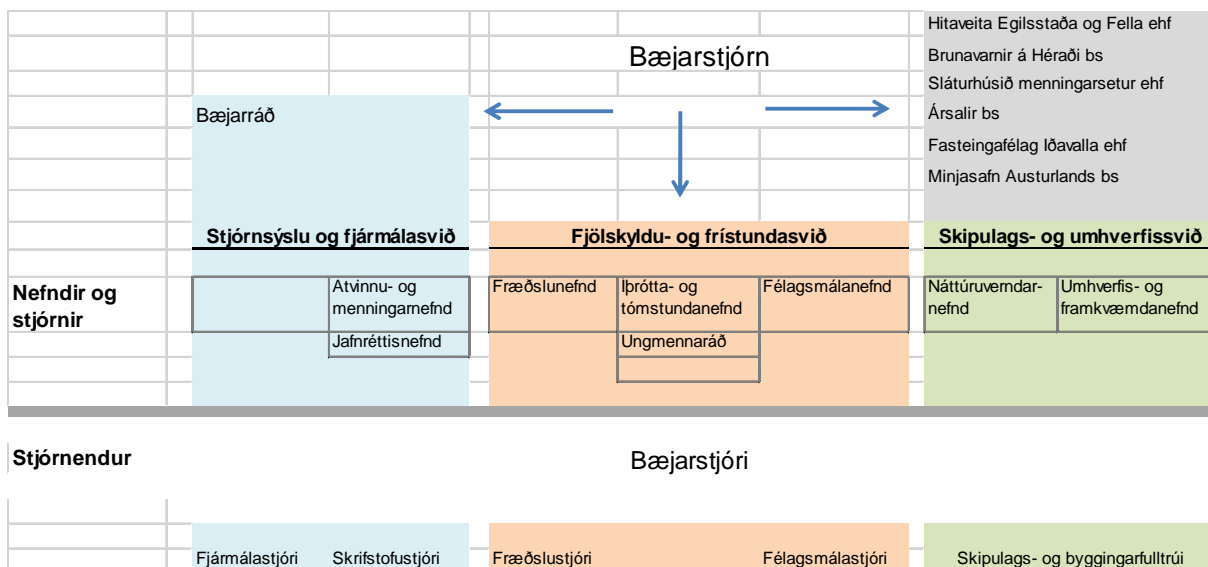 Hitaveita Egilsstaða og Fella ehf
Bæjarstjórn
Brunavarnir á Héraði bs
Sláturhúsið menningarsetur ehf
Bæjarráð
Ársalir bs
Fasteingafélag Iðavalla ehf
Minjasafn Austurlands bs
Stjórnsýslu og fjármálasvið
Fjölskyldu- og frístundasvið
Skipulags- og umhverfissvið
Nefndir og
stjórnir
Atvinnu- og
menningarnefnd
Jafnréttisnefnd
Fræðslunefnd
Íþrótta- og
tómstundanefnd
Ungmennaráð
Félagsmálanefnd
Náttúruverndar-
nefnd
Umhverfis- og
framkvæmdanefnd
Stjórnendur
Bæjarstjóri
Fjármálastjóri
Skrifstofustjóri
Fræðslustjóri
Félagsmálastjóri
Skipulags- og byggingarfulltrúi